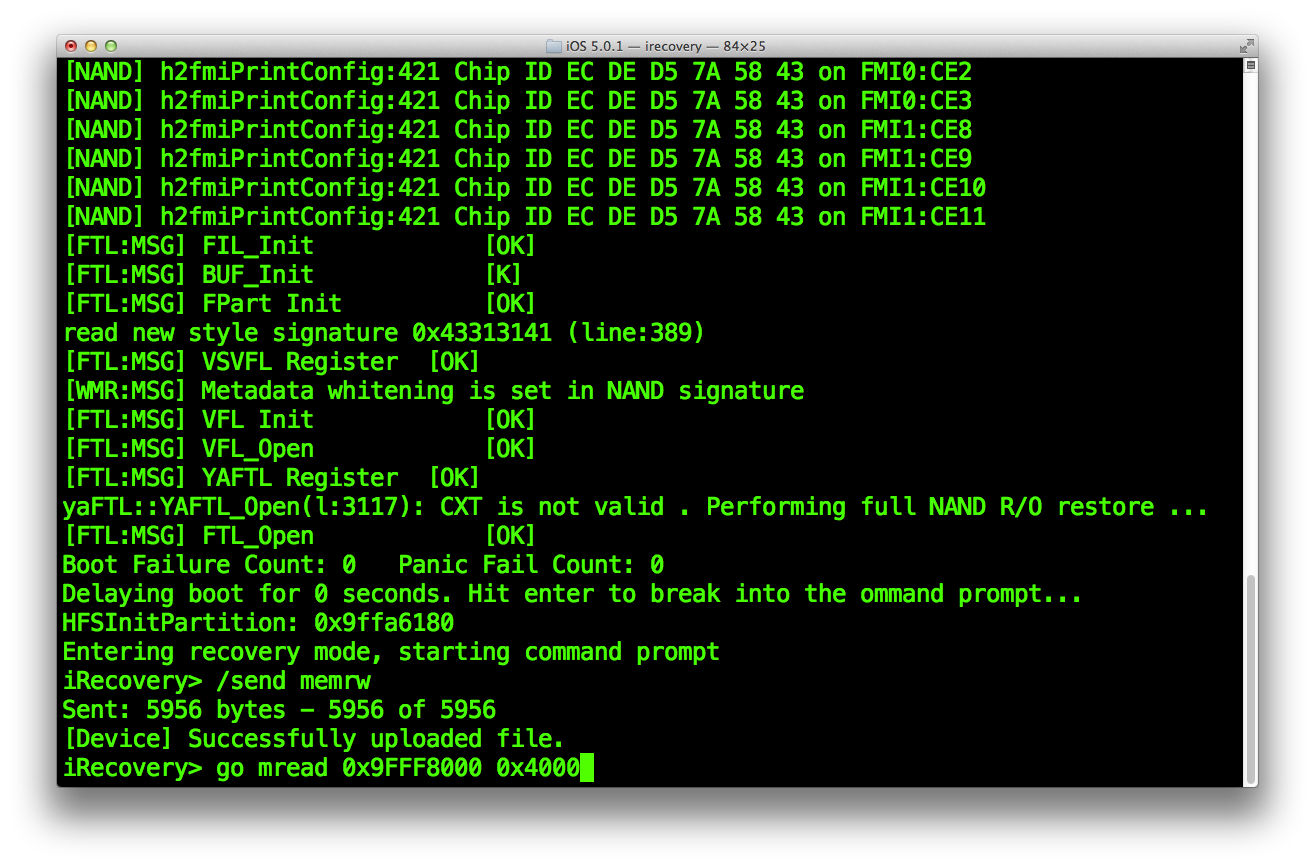 iOS 5.0.1 — irecovery — 84×25
[NAND] h2fmiPrintConfig:421 Chip ID EC DE D5 7A 58 43 on FMI0:CE2
[NAND] h2fmiPrintConfig:421 Chip ID EC DE D5 7A 58 43 on FMI0:CE3
[NAND] h2fmiPrintConfig:421 Chip ID EC DE D5 7A 58 43 on FMI1:CE8
[NAND] h2fmiPrintConfig:421 Chip ID EC DE D5 7A 58 43 on FMI1:CE9
[NAND] h2fmiPrintConfig:421 Chip ID EC DE D5 7A 58 43 on FMI1:CE10
[NAND] h2fmiPrintConfig:421 Chip ID EC DE D5 7A 58 43 on FMI1:CE11
[FTL:MSG] FIL_Init            [OK]
[FTL:MSG] BUF_Init            [K]
[FTL:MSG] FPart Init          [OK]
read new style signature 0x43313141 (line:389)
[FTL:MSG] VSVFL Register  [OK]
[WMR:MSG] Metadata whitening is set in NAND signature
[FTL:MSG] VFL Init            [OK]
[FTL:MSG] VFL_Open            [OK]
[FTL:MSG] YAFTL Register  [OK]
yaFTL::YAFTL_Open(l:3117): CXT is not valid . Performing full NAND R/O restore ...
[FTL:MSG] FTL_Open            [OK]
Boot Failure Count: 0   Panic Fail Count: 0
Delaying boot for 0 seconds. Hit enter to break into the ommand prompt...
HFSInitPartition: 0x9ffa6180
Entering recovery mode, starting command prompt
iRecovery> /send memrw
Sent: 5956 bytes - 5956 of 5956
[Device] Successfully uploaded file.
iRecovery> go mread 0x9FFF8000 0x4000